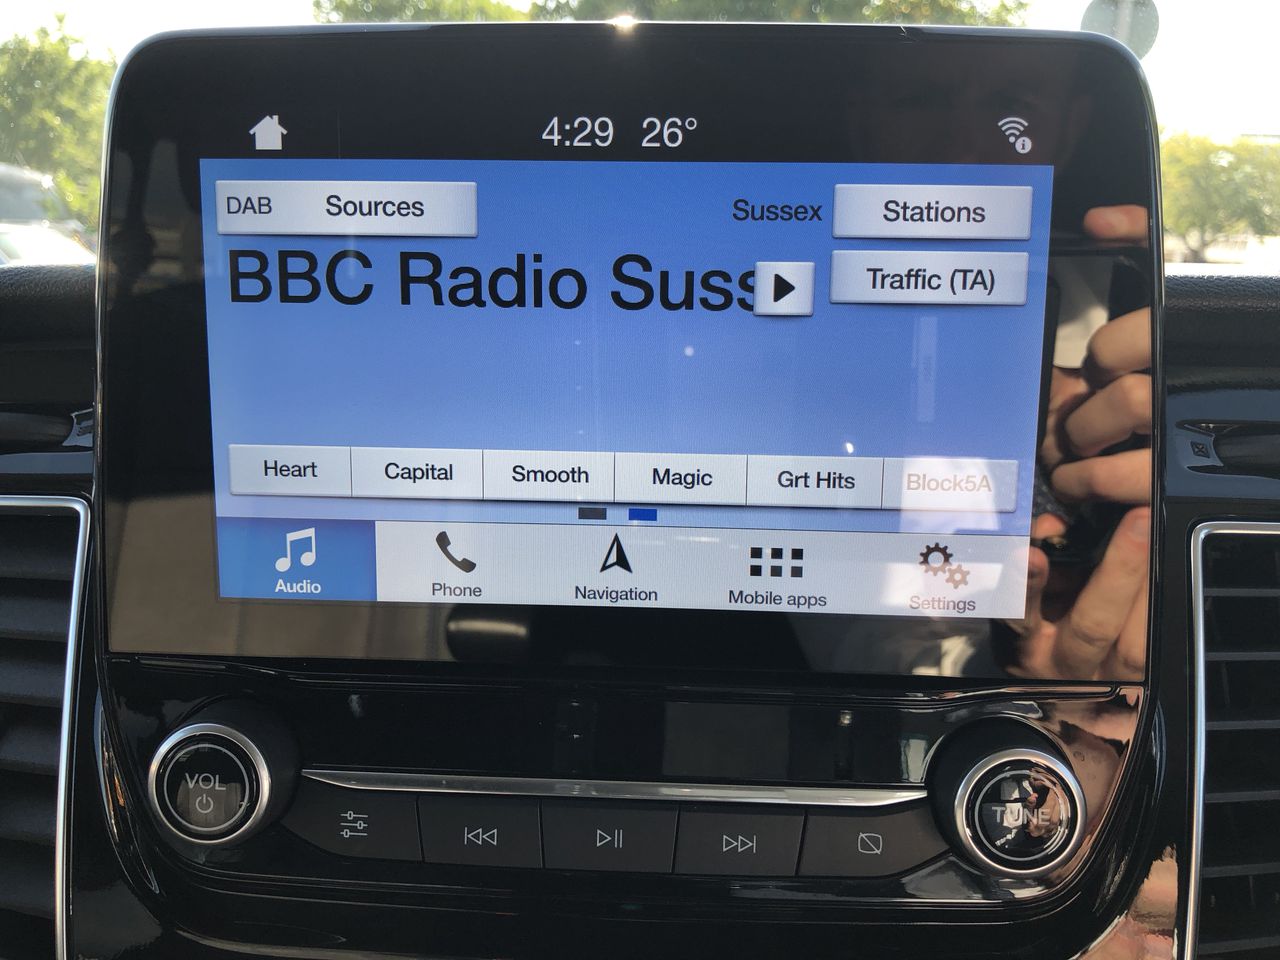 4:29 26°
DAB Sources
Sussex Stations
BBC Radio Suss
Traffic (TA)
Heart Capital Smooth Magic Grt Hits Block5A
Audio Phone Navigation Mobile apps Settings
VOL
TUNE